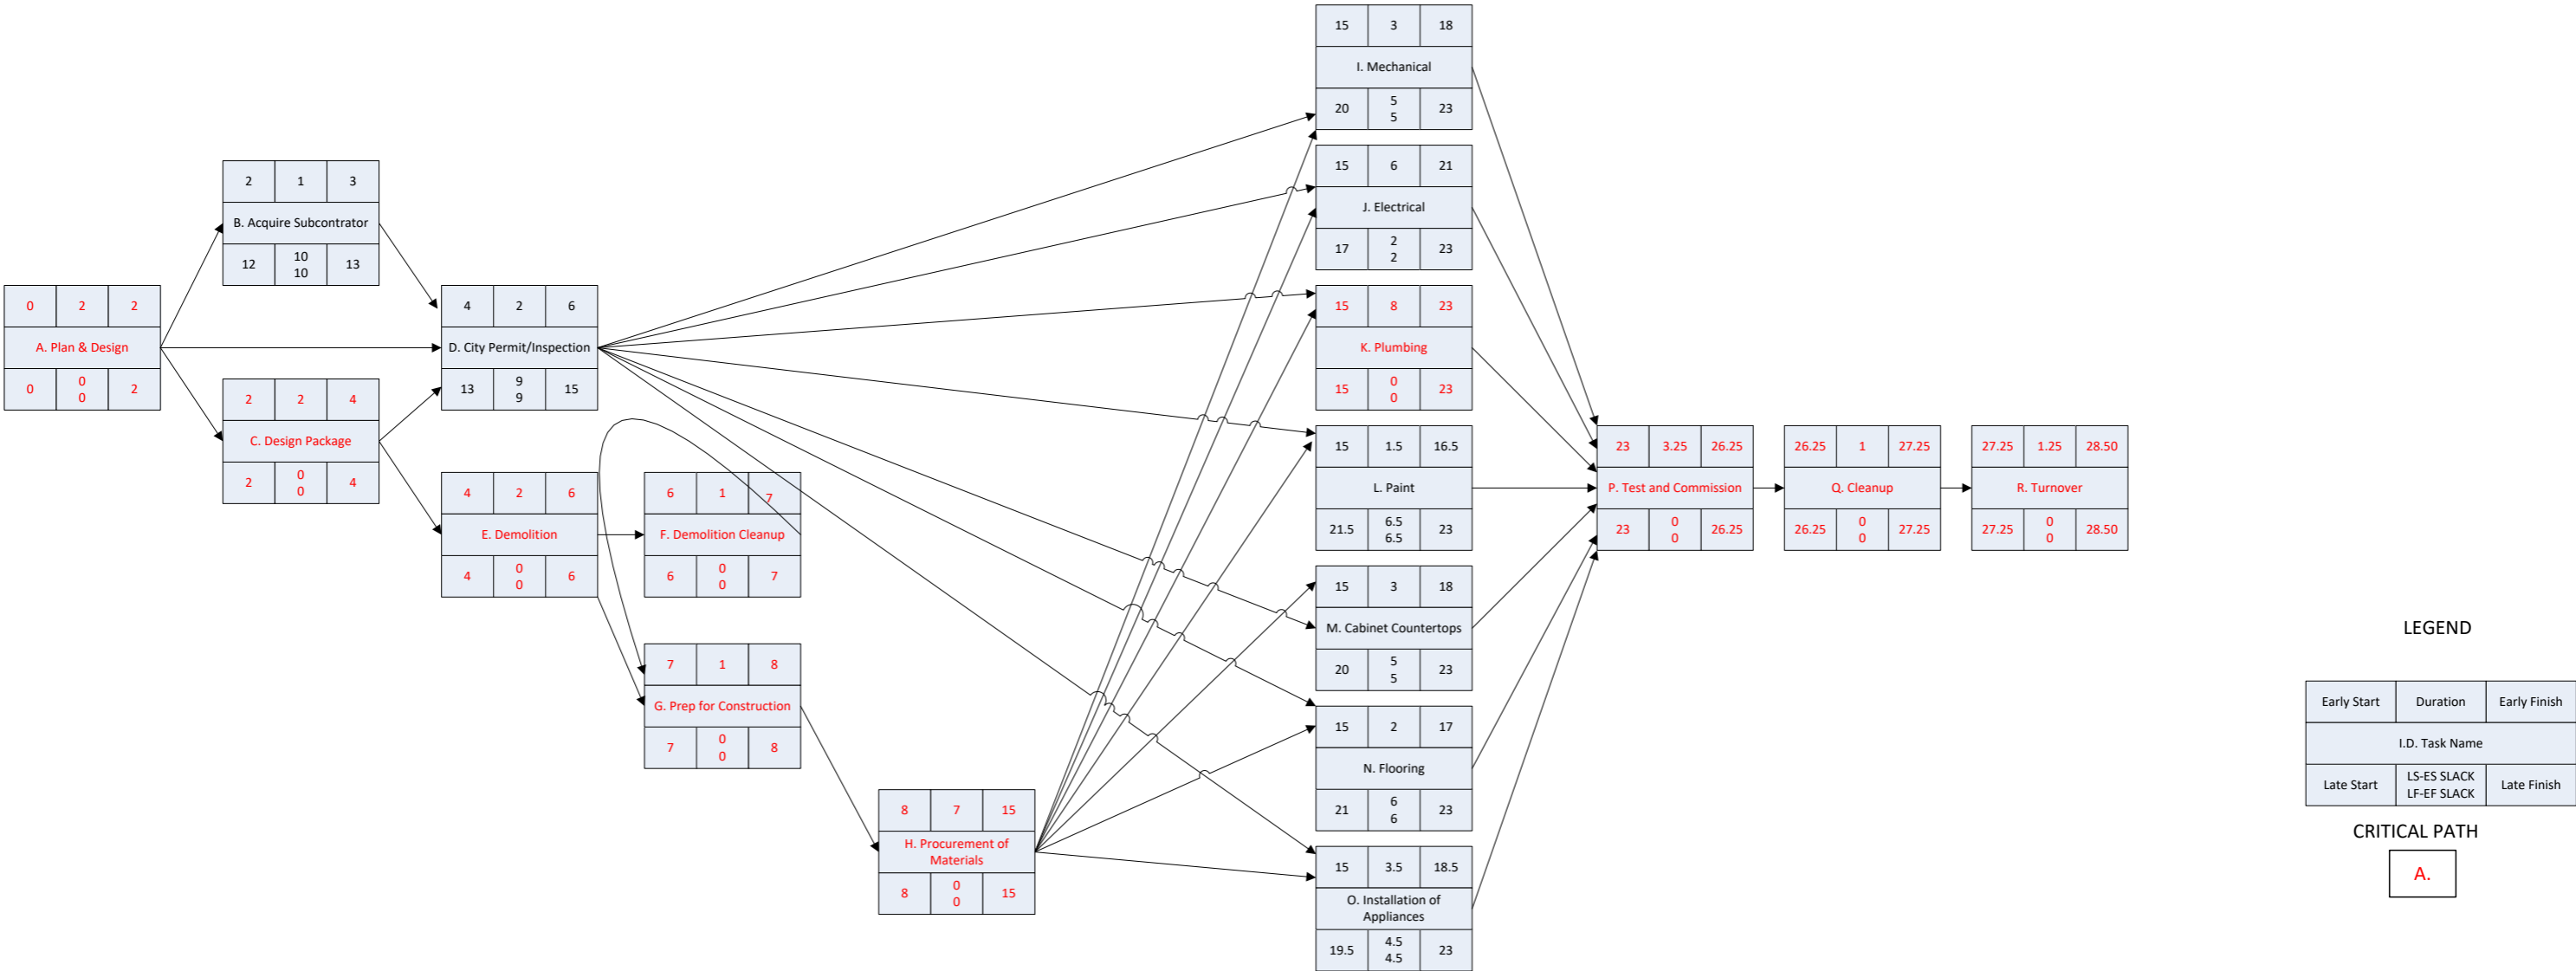 0 2 2
A. Plan & Design
0 0 2
0
2 1 3
B. Acquire Subcontrator
12 10 13
10
2 2 4
C. Design Package
2 0 4
0
4 2 6
D. City Permit/Inspection
13 9 15
9
4 2 6
E. Demolition
4 0 6
0
6 1 7
F. Demolition Cleanup
6 0 7
0
7 1 8
G. Prep for Construction
7 0 8
0
8 7 15
H. Procurement of
Materials
8 0 15
0
15 3 18
I. Mechanical
20 5 23
5
15 6 21
J. Electrical
17 2 23
2
15 8 23
K. Plumbing
15 0 23
0
15 1.5 16.5
L. Paint
21.5 6.5 23
6.5
15 3 18
M. Cabinet Countertops
20 5 23
5
15 2 17
N. Flooring
21 6 23
6
15 3.5 18.5
O. Installation of
Appliances
19.5 4.5 23
4.5
23 3.25 26.25
P. Test and Commission
23 0 26.25
0
26.25 1 27.25
Q. Cleanup
26.25 0 27.25
0
27.25 1.25 28.50
R. Turnover
27.25 0 28.50
0
LEGEND
Early Start Duration Early Finish
I.D. Task Name
Late Start LS-ES SLACK Late Finish
LF-EF SLACK
CRITICAL PATH
A.